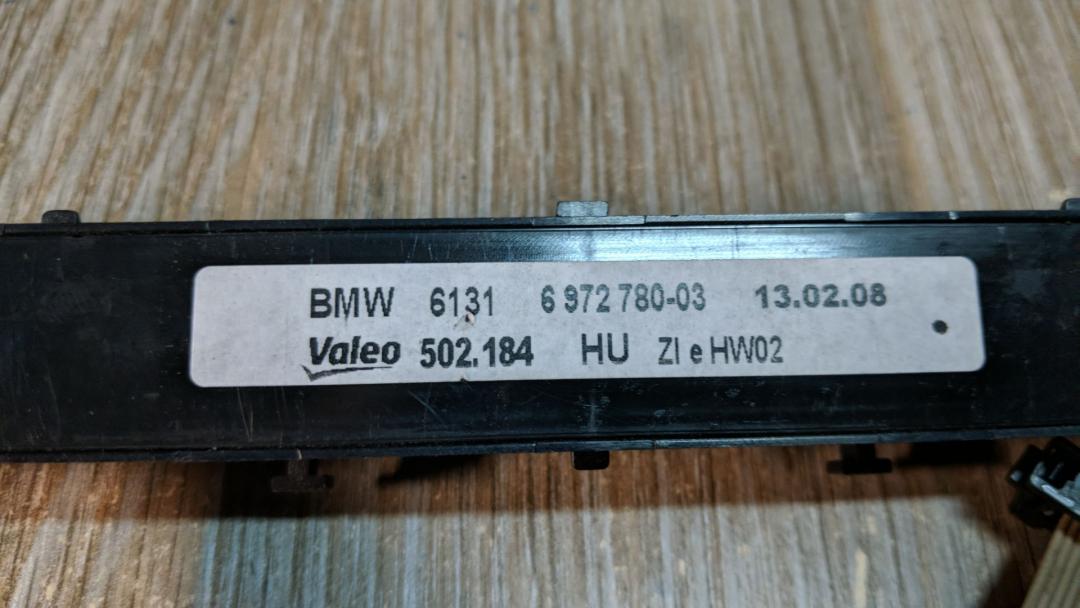 BMW 6131 6 972 780-03 13.02.08
Valeo 502.184 HU ZI e HW02